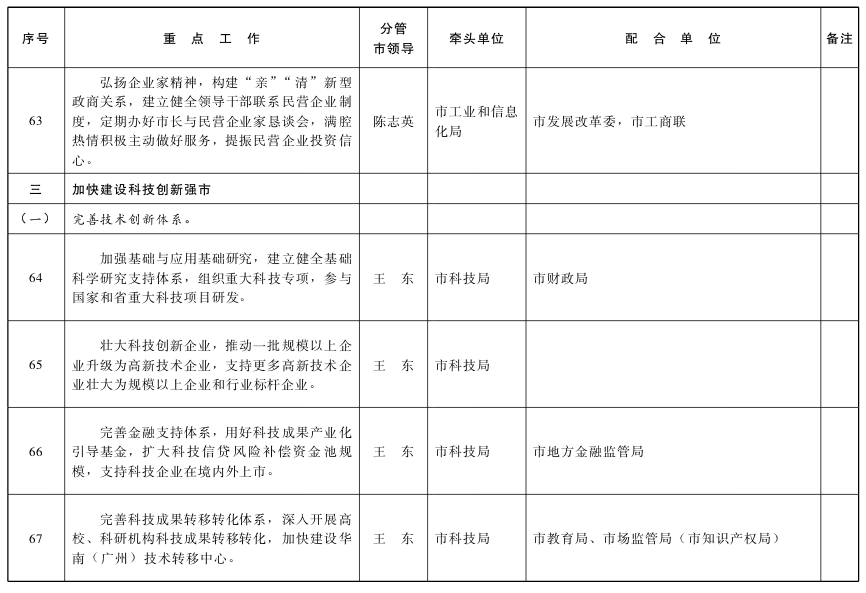 序号
重 点 工 作
分管
市领导
牵头单位
配 合 单 位
备注
63
弘扬企业家精神，构建“亲”“清”新型
政商关系，建立健全领导干部联系民营企业制
度，定期办好市长与民营企业家恳谈会，满腔
热情积极主动做好服务，提振民营企业投资信
心。
陈志英
市工业和信息
化局
市发展改革委，市工商联
三
加快建设科技创新强市
（一）
完善技术创新体系。
64
加强基础与应用基础研究，建立健全基础
科学研究支持体系，组织重大科技专项，参与
国家和省重大科技项目研发。
王 东
市科技局
市财政局
65
壮大科技创新企业，推动一批规模以上企
业升级为高新技术企业，支持更多高新技术企
业壮大为规模以上企业和行业标杆企业。
王 东
市科技局
66
完善金融支持体系，用好科技成果产业化
引导基金，扩大科技信贷风险补偿资金池规
模，支持科技企业在境内外上市。
王 东
市科技局
市地方金融监管局
67
完善科技成果转移转化体系，深入开展高
校、科研机构科技成果转移转化，加快建设华
南（广州）技术转移中心。
王 东
市科技局
市教育局、市场监管局（市知识产权局）